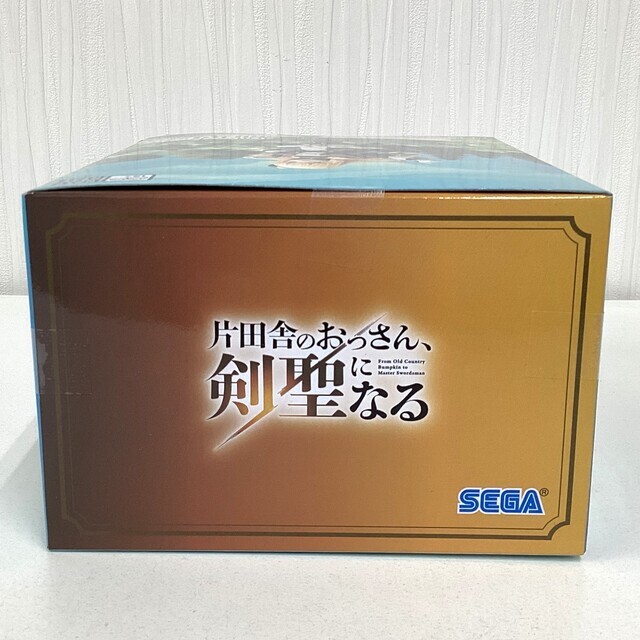 片田舎のおっさん、
剣聖になる
From Old Country
Bumpkin to
Master Swordsman
SEGA®